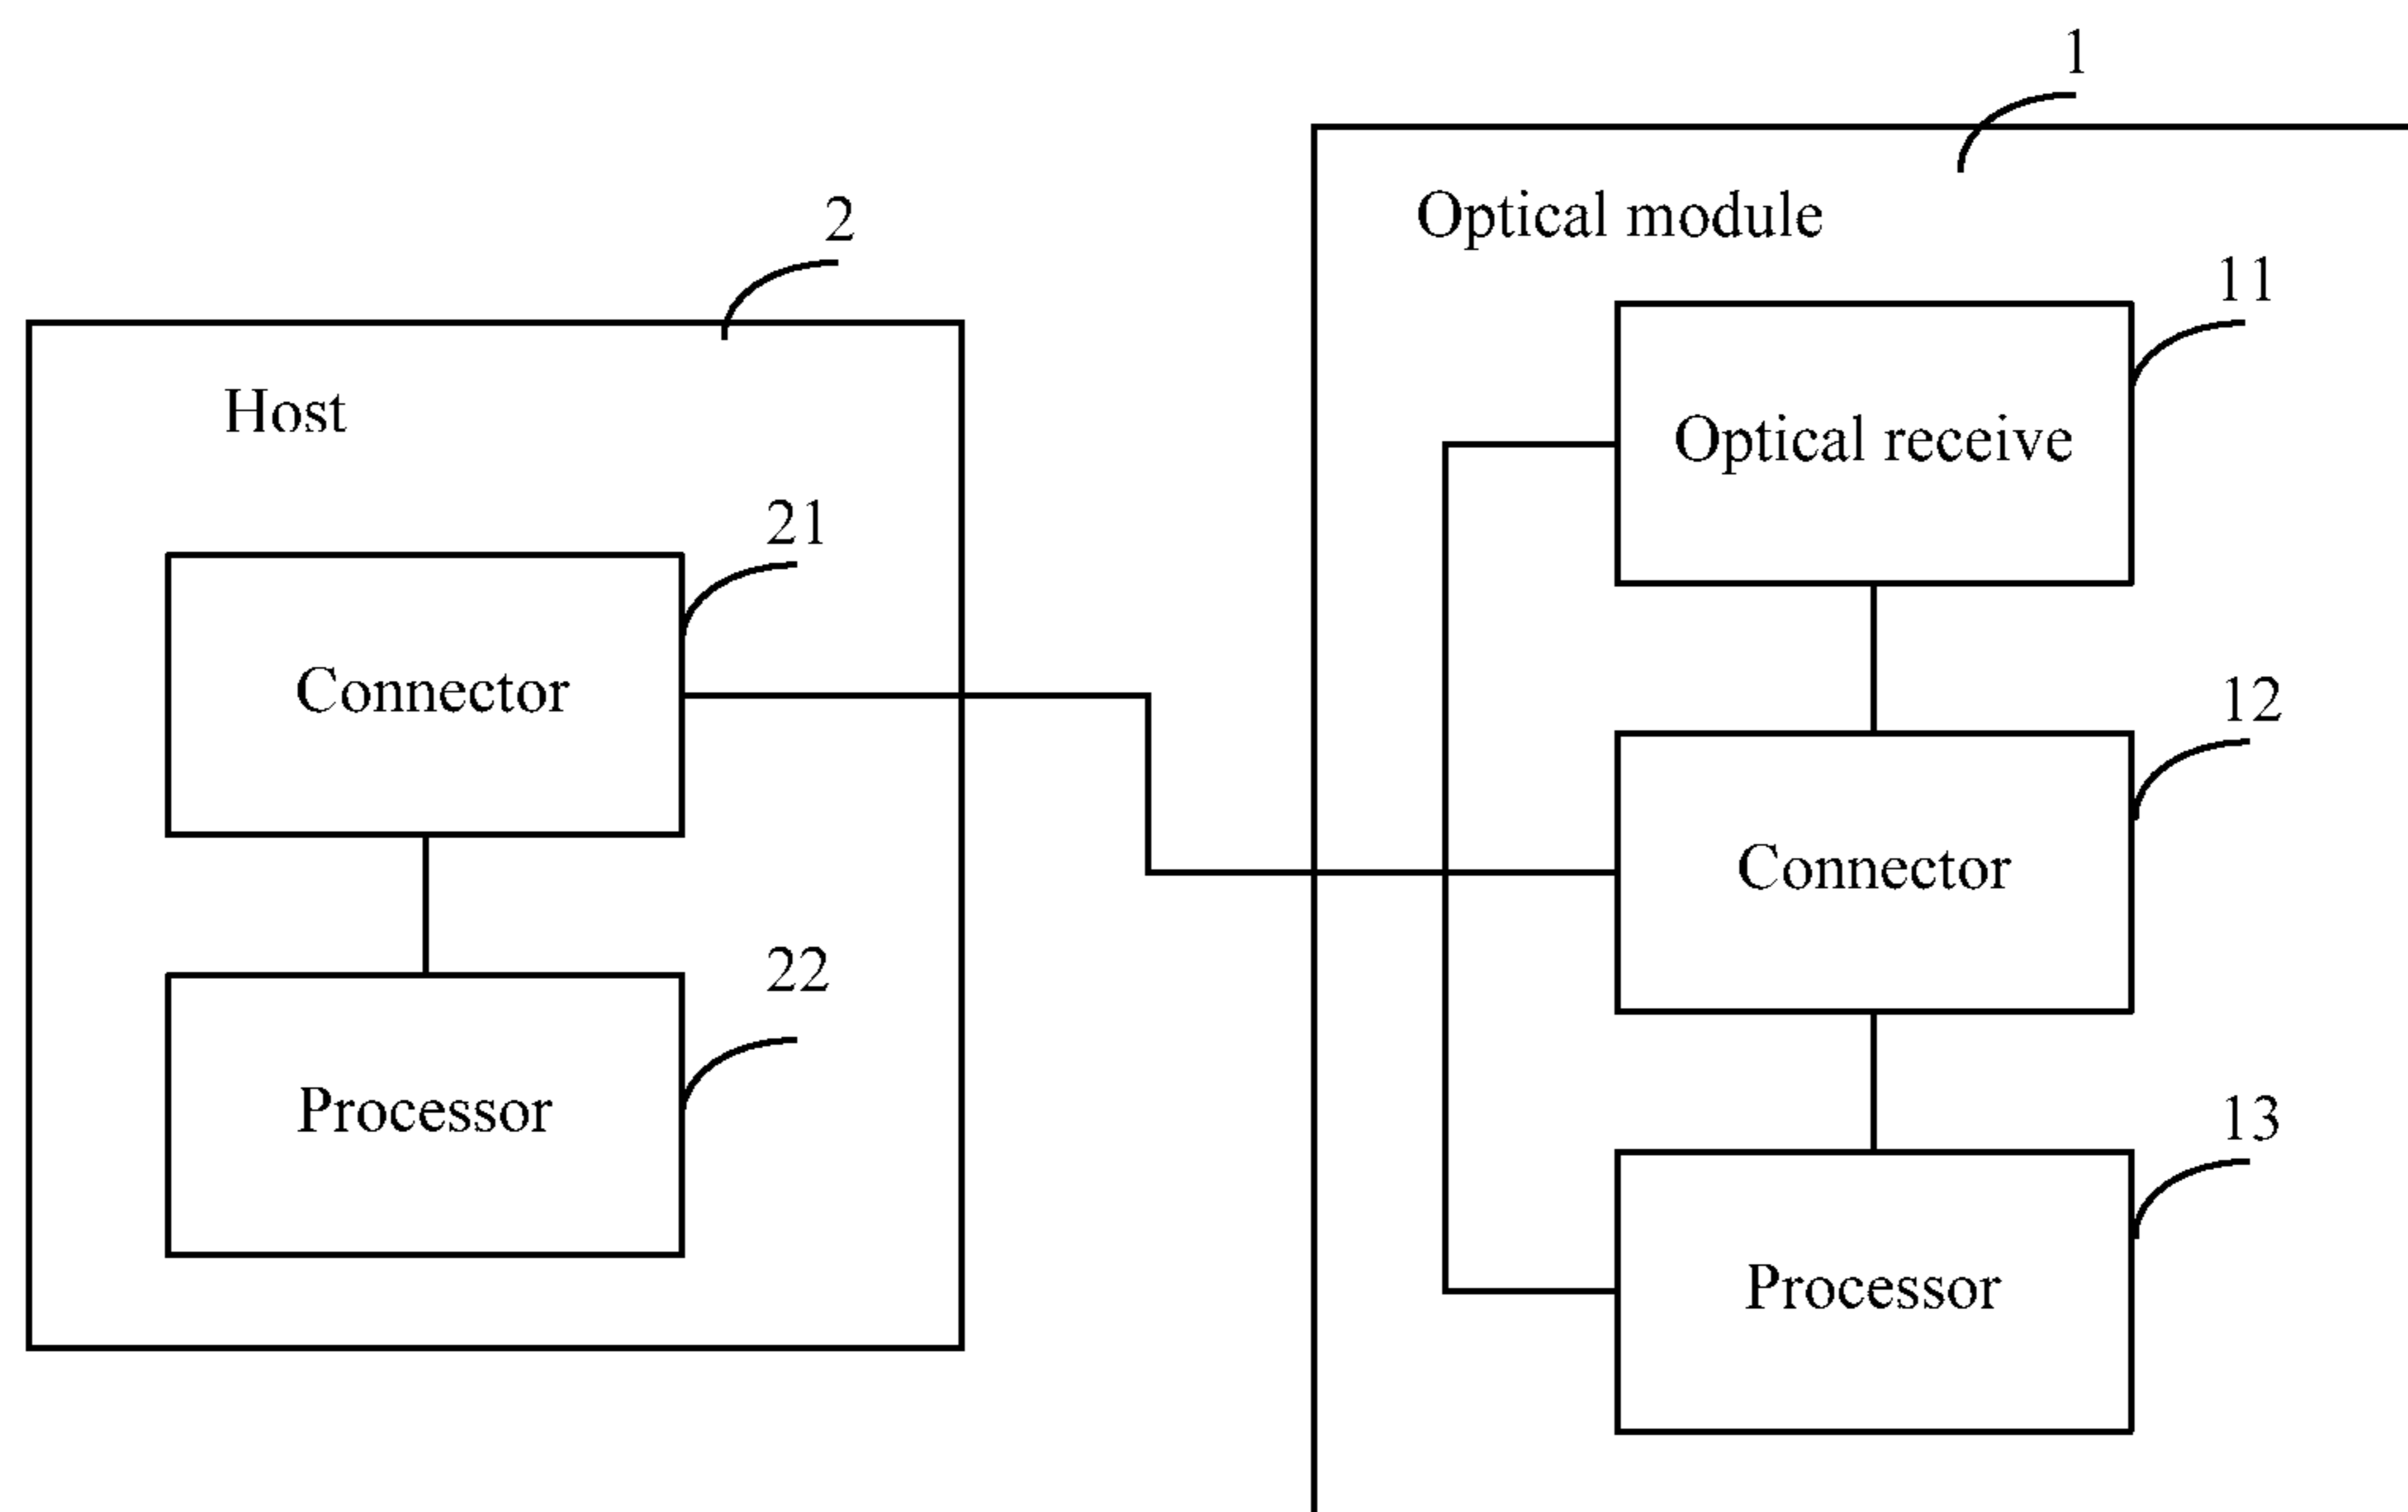 1
Optical module
2
11
Optical receive
Host
21
Connector
12
Connector
22
Processor
13
Processor